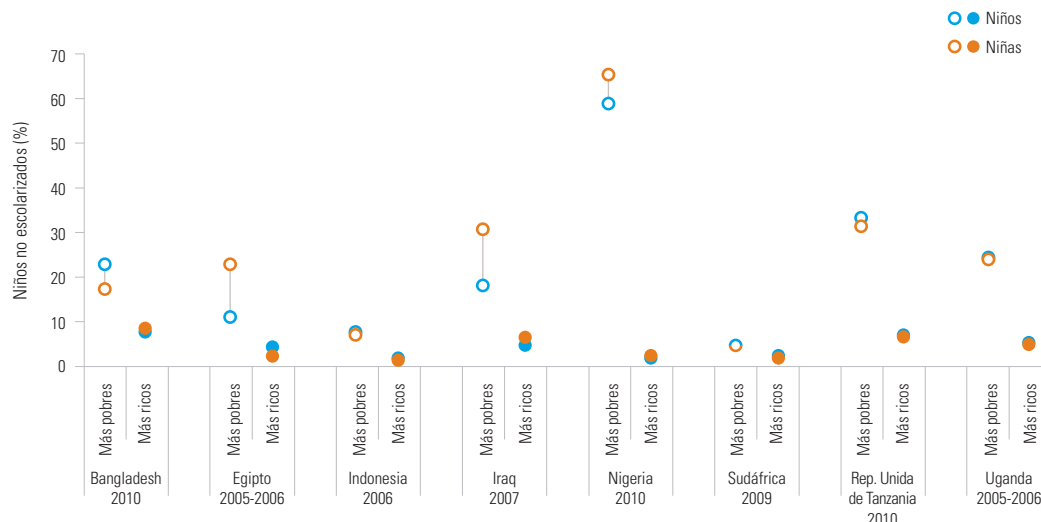 Niños
Niñas
Niños no escolarizados (%)
70
60
50
40
30
20
10
0
Más pobres
Más ricos
Más pobres
Más ricos
Más pobres
Más ricos
Más pobres
Más ricos
Más pobres
Más ricos
Más pobres
Más ricos
Más pobres
Más ricos
Más pobres
Más ricos
Bangladesh
2010
Egipto
2005-2006
Indonesia
2006
Iraq
2007
Nigeria
2010
Sudáfrica
2009
Rep. Unida
de Tanzania
2010
Uganda
2005-2006